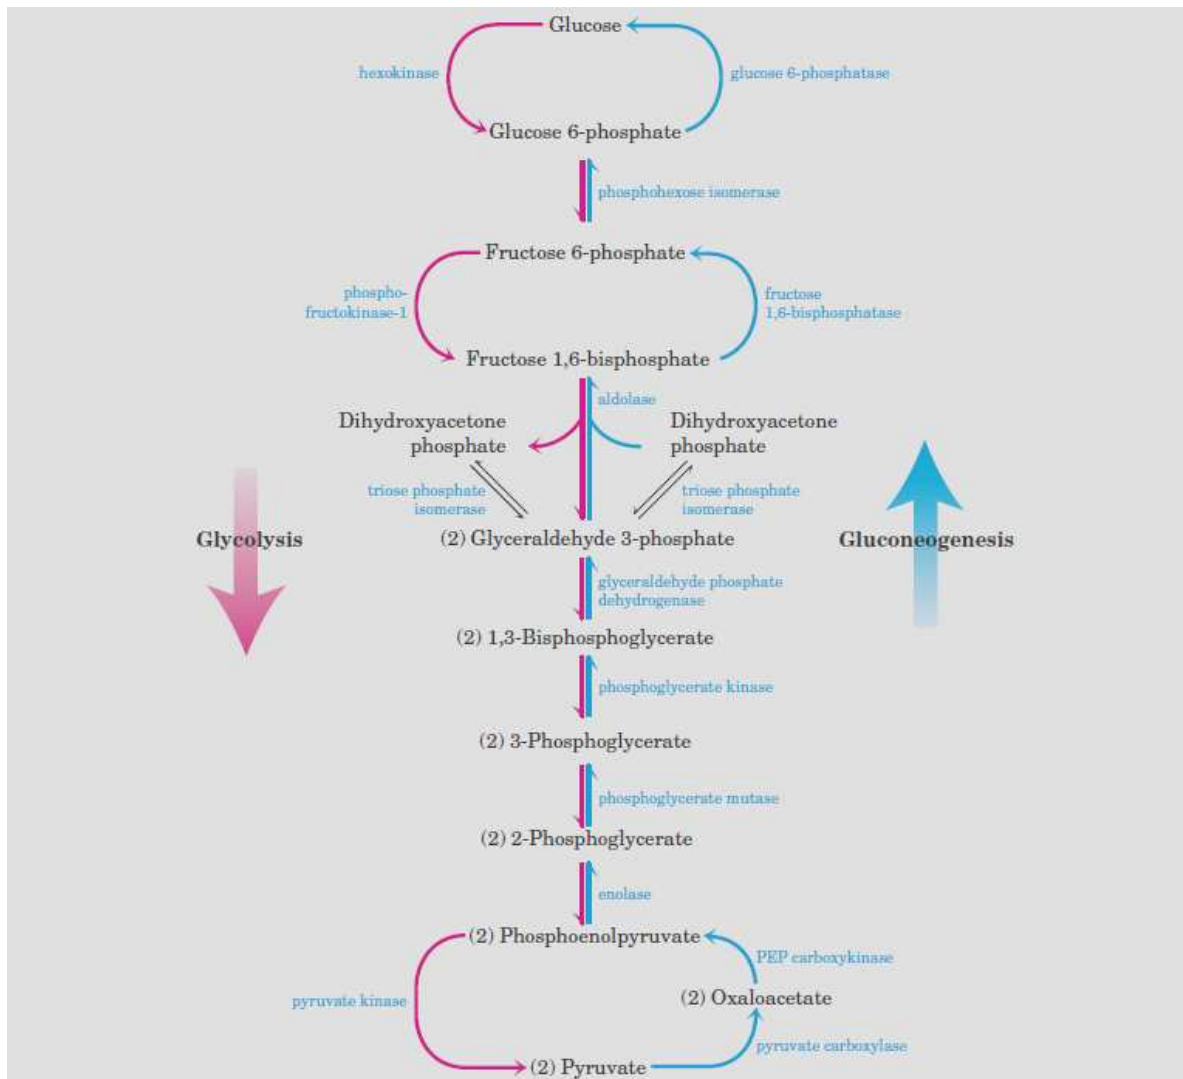 Glucose
hexokinase
glucose 6-phosphatase
Glucose 6-phosphate
phosphohexose isomerase
Fructose 6-phosphate
phospho-
fructokinase-1
fructose
1,6-bisphosphatase
Fructose 1,6-bisphosphate
aldolase
Dihydroxyacetone
phosphate
Dihydroxyacetone
phosphate
triose phosphate
isomerase
triose phosphate
isomerase
Glycolysis
(2) Glyceraldehyde 3-phosphate
Gluconeogenesis
glyceraldehyde phosphate
dehydrogenase
(2) 1,3-Bisphosphoglycerate
phosphoglycerate kinase
(2) 3-Phosphoglycerate
phosphoglycerate mutase
(2) 2-Phosphoglycerate
enolase
(2) Phosphoenolpyruvate
PEP carboxykinase
(2) Oxaloacetate
pyruvate kinase
pyruvate carboxylase
(2) Pyruvate